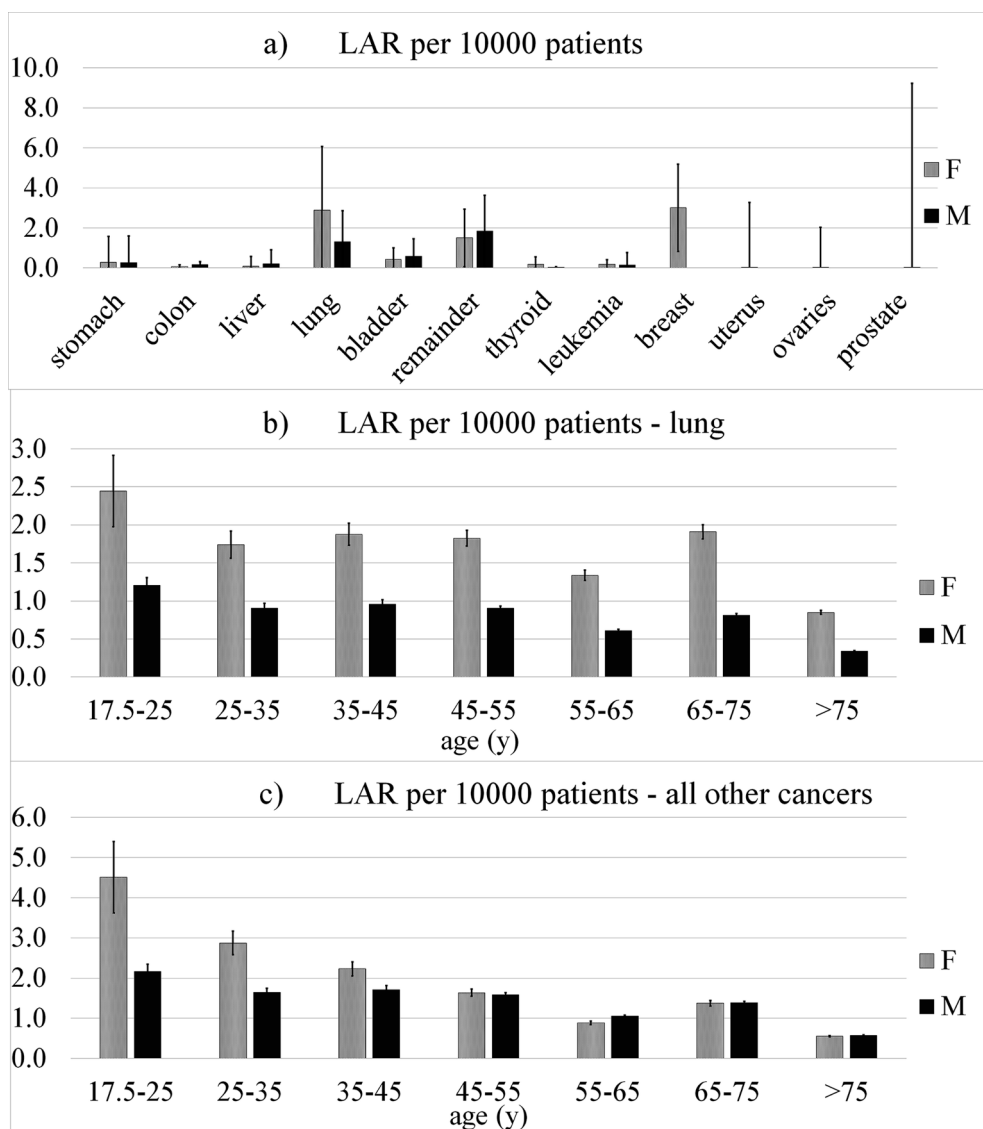 a) LAR per 10000 patients
10.0
8.0
6.0
4.0
2.0
0.0
F
M
stomach
colon
liver
lung
bladder
remainder
thyroid
leukemia
breast
uterus
ovaries
prostate
b) LAR per 10000 patients - lung
3.0
2.5
2.0
1.5
1.0
0.5
0.0
F
M
17.5-25 25-35 35-45 45-55 55-65 65-75 >75
age (y)
c) LAR per 10000 patients - all other cancers
6.0
5.0
4.0
3.0
2.0
1.0
0.0
F
M
17.5-25 25-35 35-45 45-55 55-65 65-75 >75
age (y)